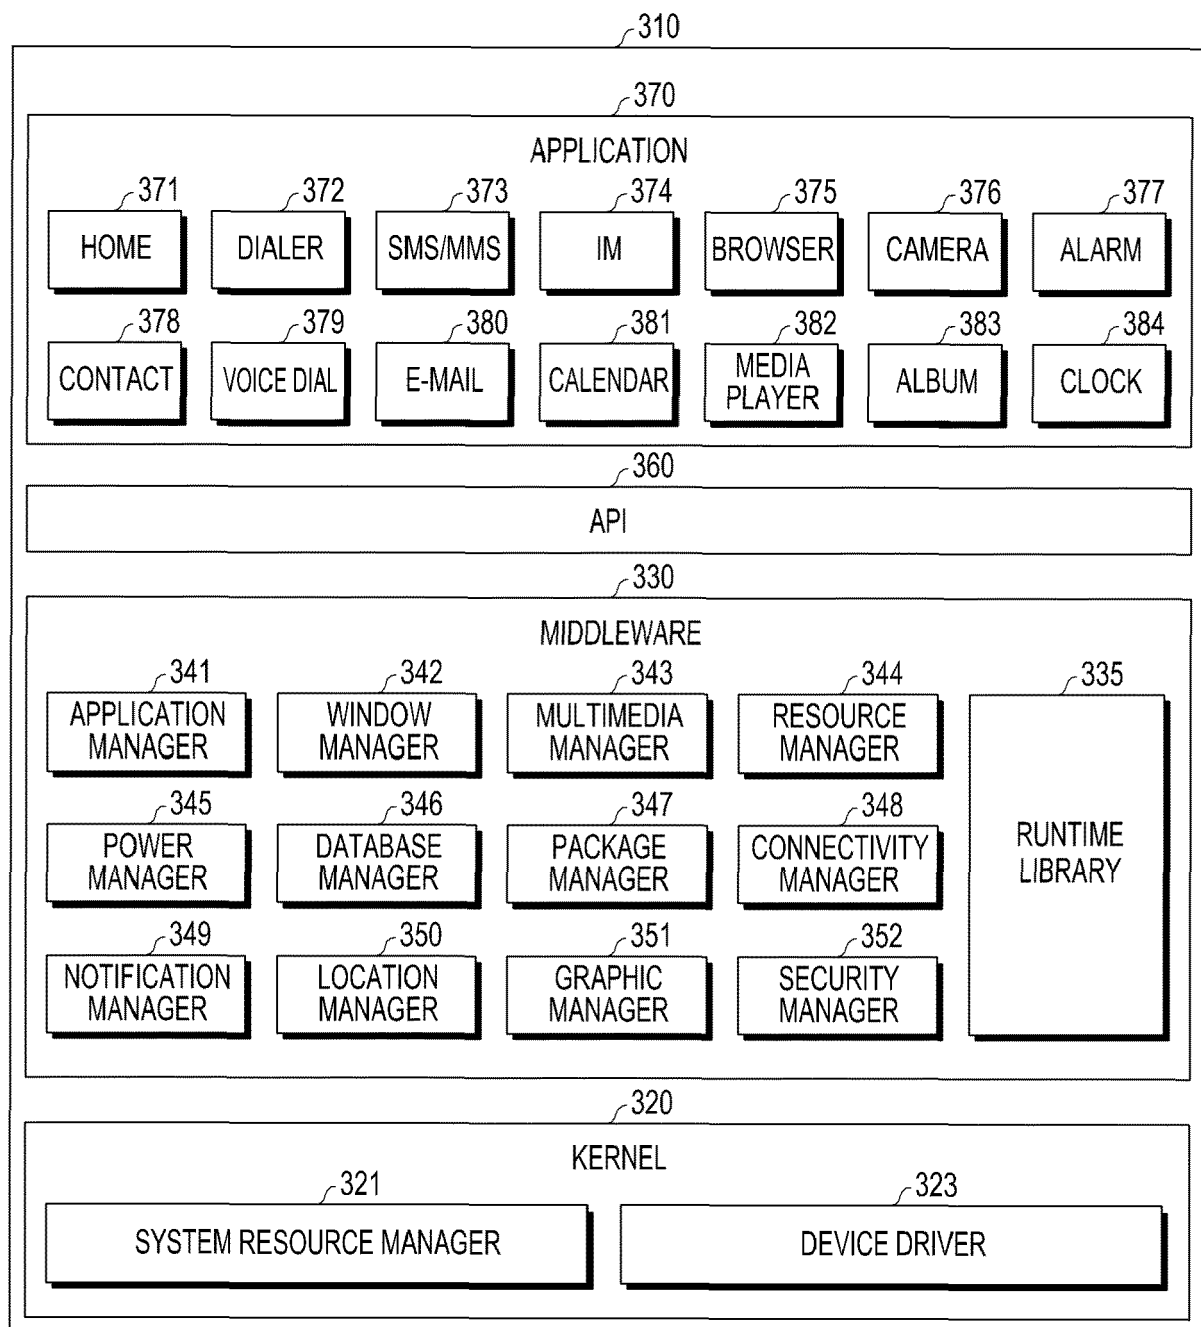 310
370
APPLICATION
371 372 373 374 375 376 377
HOME DIALER SMS/MMS IM BROWSER CAMERA ALARM
378 379 380 381 382 383 384
CONTACT VOICE DIAL E-MAIL CALENDAR MEDIA PLAYER ALBUM CLOCK
360
API
330
MIDDLEWARE
341 342 343 344 335
APPLICATION MANAGER WINDOW MANAGER MULTIMEDIA MANAGER RESOURCE MANAGER
345 346 347 348
POWER MANAGER DATABASE MANAGER PACKAGE MANAGER CONNECTIVITY MANAGER RUNTIME LIBRARY
349 350 351 352
NOTIFICATION MANAGER LOCATION MANAGER GRAPHIC MANAGER SECURITY MANAGER
320
KERNEL
321 323
SYSTEM RESOURCE MANAGER DEVICE DRIVER